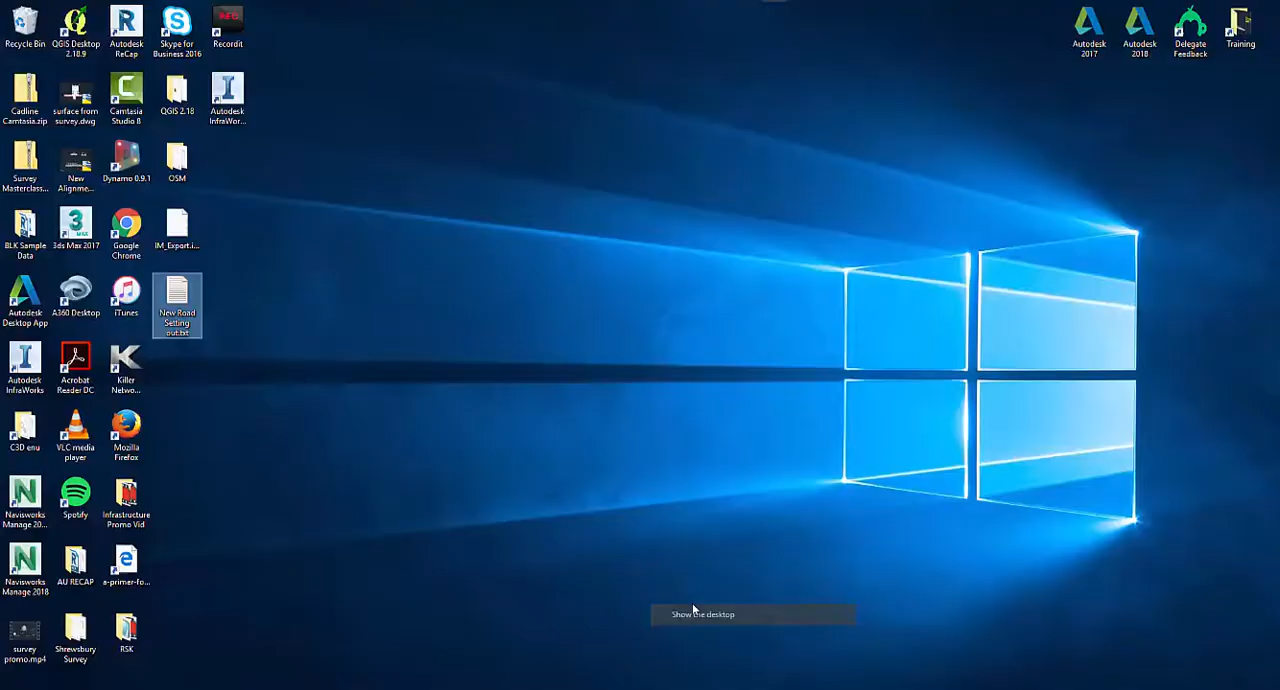 Recycle Bin
QGIS Desktop
2.18.9
Autodesk
ReCap
Skype for
Business 2016
REC
Recordit
Autodesk
2017
Autodesk
2018
Delegate
Feedback
Training
Cadline
Camtasia.zip
surface from
survey.dwg
Camtasia
Studio 8
QGIS 2.18
Autodesk
InfraWor...
Survey
Masterclass...
New
Alignme...
Dynamo 0.9.1
OSM
BLK Sample
Data
3ds Max 2017
Google
Chrome
IM_Export.i...
Autodesk
Desktop App
A360 Desktop
iTunes
New Road
Setting
out.txt
Autodesk
InfraWorks
Acrobat
Reader DC
Killer
Netwo...
C3D enu
VLC media
player
Mozilla
Firefox
Navisworks
Manage 20...
Spotify
Infrastructure
Promo Vid
Navisworks
Manage 2018
AU RECAP
a-primer-fo...
survey
promo.mp4
Shrewsbury
Survey
RSK
Show the desktop